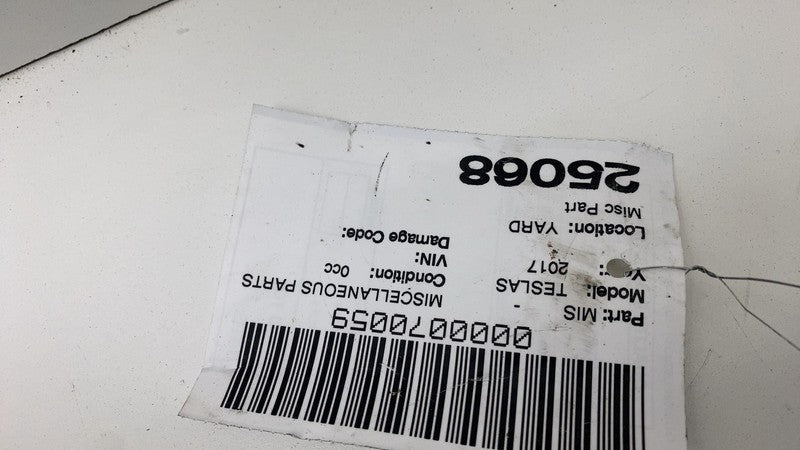 0000070059
Part: MIS - MISCELLANEOUS PARTS
Model: TESLAS Condition: 0cc
2017 VIN:
Location: YARD Damage Code:
Misc Part
25068